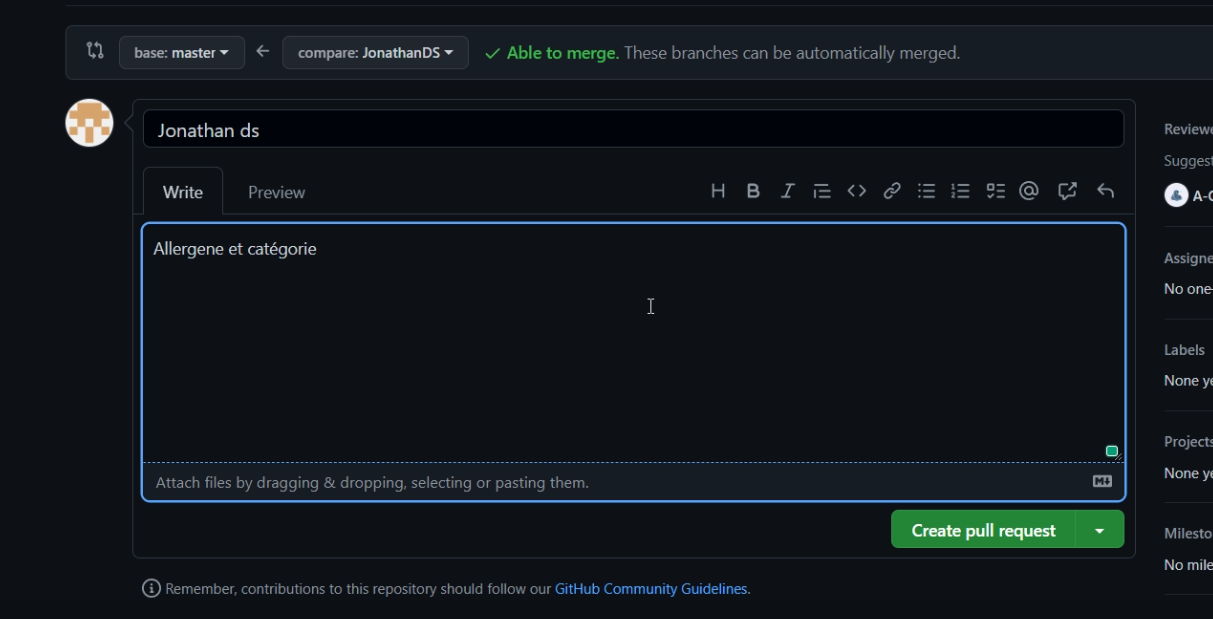 base: master
compare: JonathanDS
Able to merge. These branches can be automatically merged.
Jonathan ds
Write
Preview
Allergene et catégorie
Attach files by dragging & dropping, selecting or pasting them.
Create pull request
Remember, contributions to this repository should follow our GitHub Community Guidelines.
Reviewe
Suggest
Assigne
No one-
Labels
None ye
Projects
None ye
Milesto
No mile